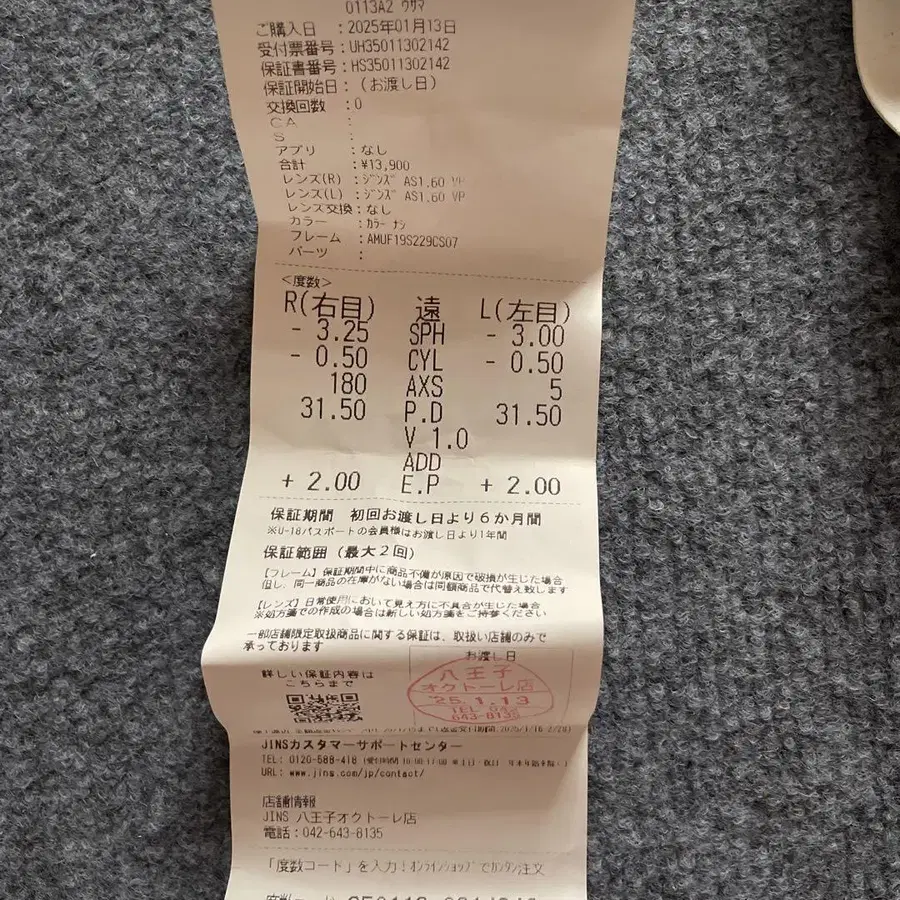 0113A2 ウサマ
ご購入日 :2025年01月13日
受付票番号:UH35011302142
保証書番号:HS35011302142
保証開始日:(お渡し日)
交換回数 :0
CA :
S :
アプリ :なし
合計 :¥13,900
レンズ(R) :ジンズ AS1.60 VP
レンズ(L) :ジンズ AS1.60 VP
レンズ交換:なし
カラー :カラーナシ
フレーム :AMUF19S229CS07
パーツ :
<度数>
R(右目) 遠 L(左目)
- 3.25 SPH - 3.00
- 0.50 CYL - 0.50
180 AXS 5
31.50 P.D 31.50
V 1.0
ADD
+ 2.00 E.P + 2.00
保証期間 初回お渡し日より6か月間
※U-18パスポートの会員様はお渡し日より1年間
保証範囲(最大2回)
【フレーム】保証期間中に商品不備が原因で破損が生じた場合
但し、同一商品の在庫がない場合は同額商品で代替え致します
【レンズ】日常使用において見え方に不具合が生じた場合
※処方箋での作成の場合は新しい処方箋をご持参ください
一部店舗限定取扱商品に関する保証は、取扱い店舗のみで
承っております
お渡し日
八王子
オクトーレ店
'25.1.13
TEL 042
643-8135
詳しい保証内容は
こちらまで
JINSカスタマーサポートセンター
TEL: 0120-588-418
URL: www.jins.com/jp/contact/
店舗情報
JINS 八王子オクトーレ店
電話:042-643-8135
「度数コード」を入力!オンラインショップでカンタン注文